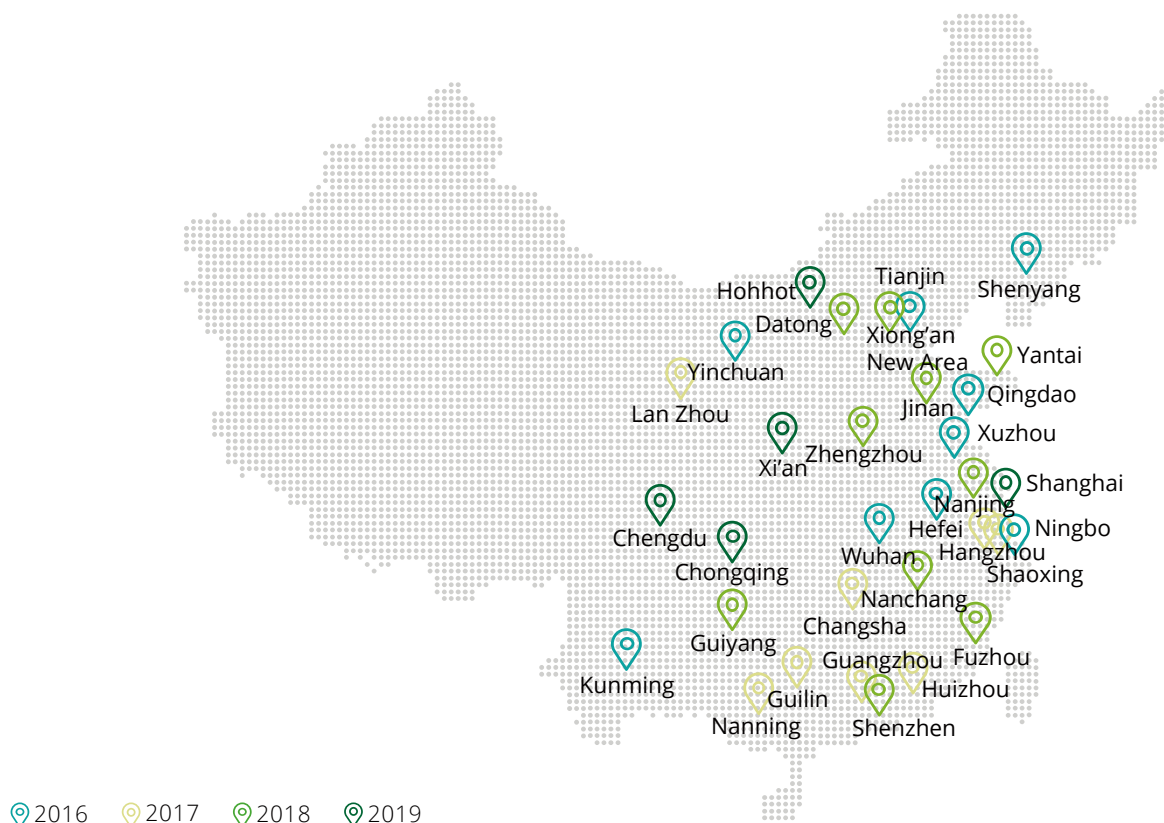 Tianjin
Shenyang
Hohhot
Datong
Xiong’an
New Area
Yantai
Yinchuan
Qingdao
Lan Zhou
Jinan
Xuzhou
Zhengzhou
Xi’an
Shanghai
Nanjing
Chengdu
Hefei
Ningbo
Wuhan
Hangzhou
Chongqing
Shaoxing
Nanchang
Changsha
Guiyang
Fuzhou
Guangzhou
Kunming
Huizhou
Guilin
Nanning
Shenzhen
2016
2017
2018
2019